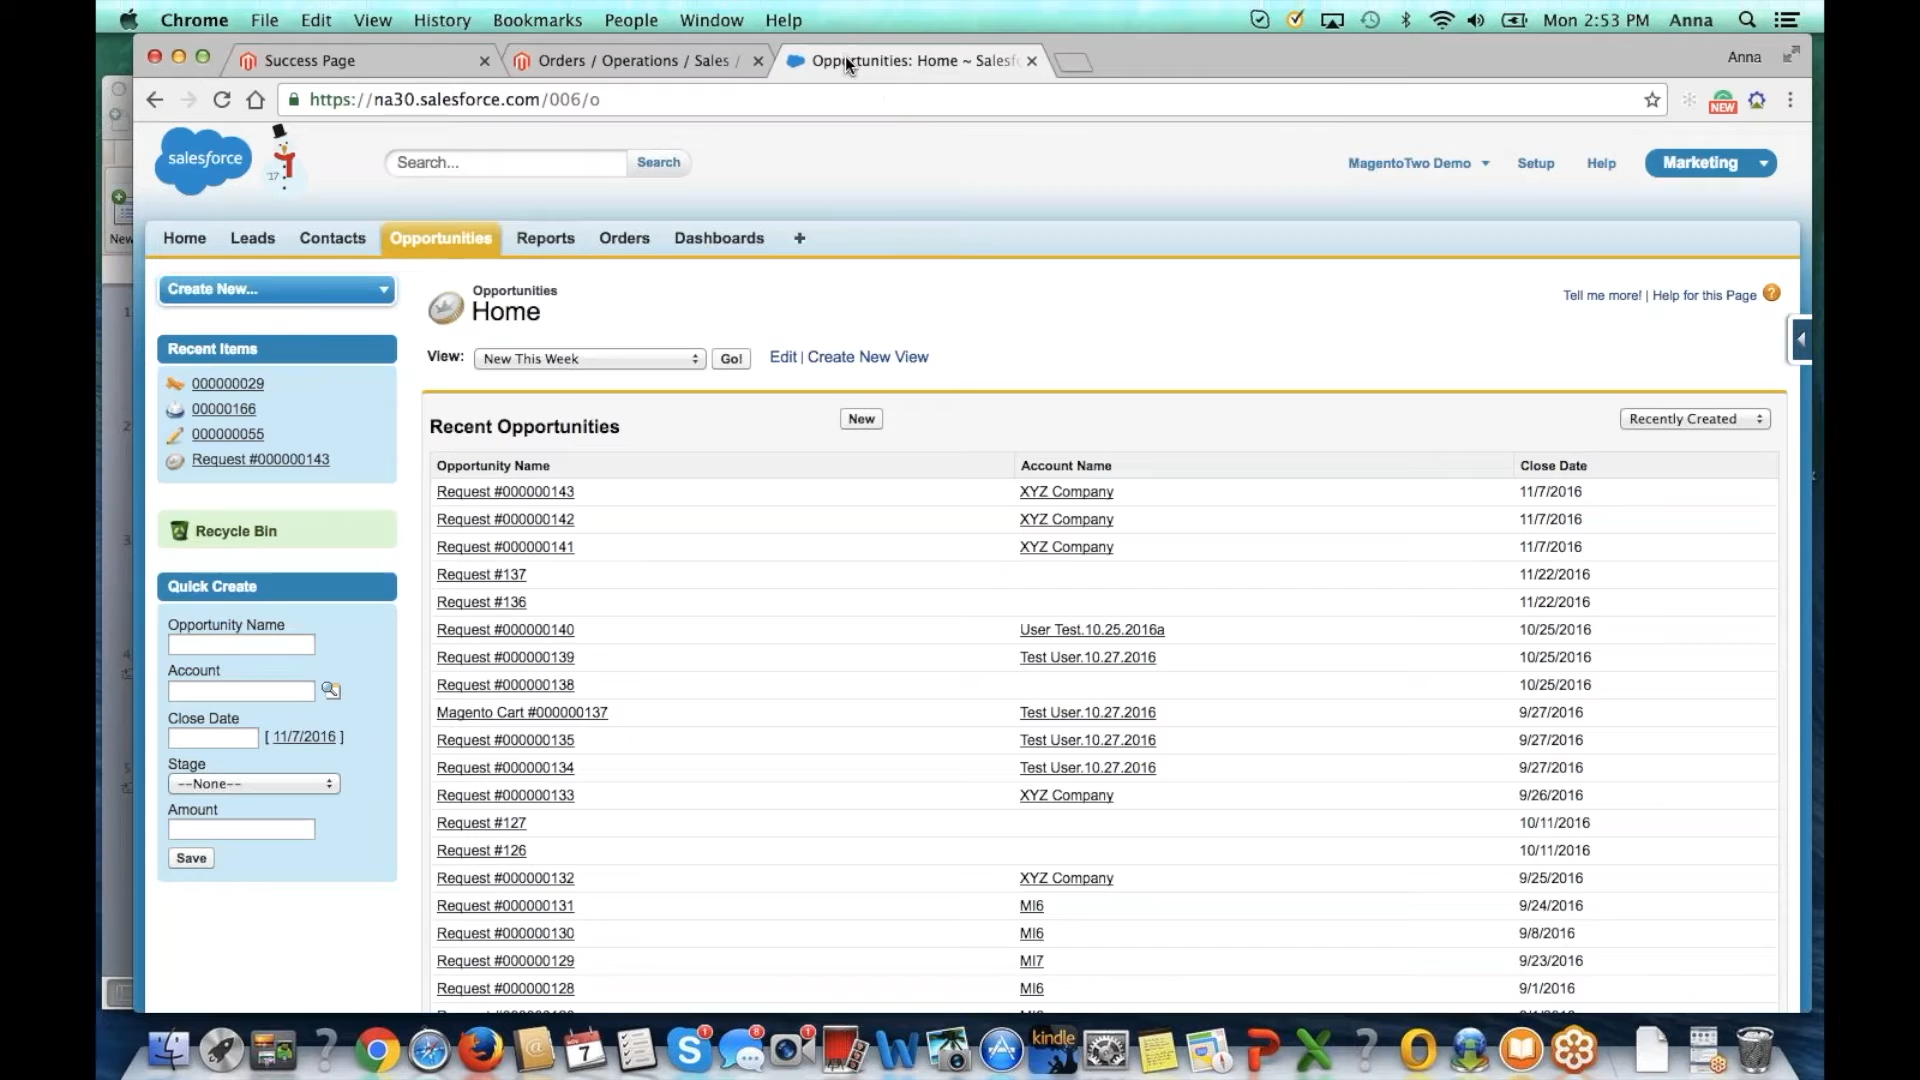 Chrome File Edit View History Bookmarks People Window Help Mon 2:53 PM Anna
Success Page Orders / Operations / Sales / Opportunities: Home ~ Salesf Anna
https://na30.salesforce.com/006/o NEW
salesforce '17 Search... Search MagentoTwo Demo Setup Help Marketing
New
Home Leads Contacts Opportunities Reports Orders Dashboards +
Create New...
Opportunities
Home
Tell me more! | Help for this Page ?
View: New This Week Go! Edit | Create New View
Recent Items
000000029
00000166
000000055
Request #000000143
Recycle Bin
Quick Create
Opportunity Name
Account
Close Date
[ 11/7/2016 ]
Stage
--None--
Amount
Save
Recent Opportunities New Recently Created
Opportunity Name Account Name Close Date
Request #000000143 XYZ Company 11/7/2016
Request #000000142 XYZ Company 11/7/2016
Request #000000141 XYZ Company 11/7/2016
Request #137 11/22/2016
Request #136 11/22/2016
Request #000000140 User Test.10.25.2016a 10/25/2016
Request #000000139 Test User.10.27.2016 10/25/2016
Request #000000138 10/25/2016
Magento Cart #000000137 Test User.10.27.2016 9/27/2016
Request #000000135 Test User.10.27.2016 9/27/2016
Request #000000134 Test User.10.27.2016 9/27/2016
Request #000000133 XYZ Company 9/26/2016
Request #127 10/11/2016
Request #126 10/11/2016
Request #000000132 XYZ Company 9/25/2016
Request #000000131 MI6 9/24/2016
Request #000000130 MI6 9/8/2016
Request #000000129 MI7 9/23/2016
Request #000000128 MI6 9/1/2016
7 S 1 8 W 1 kindle P X O